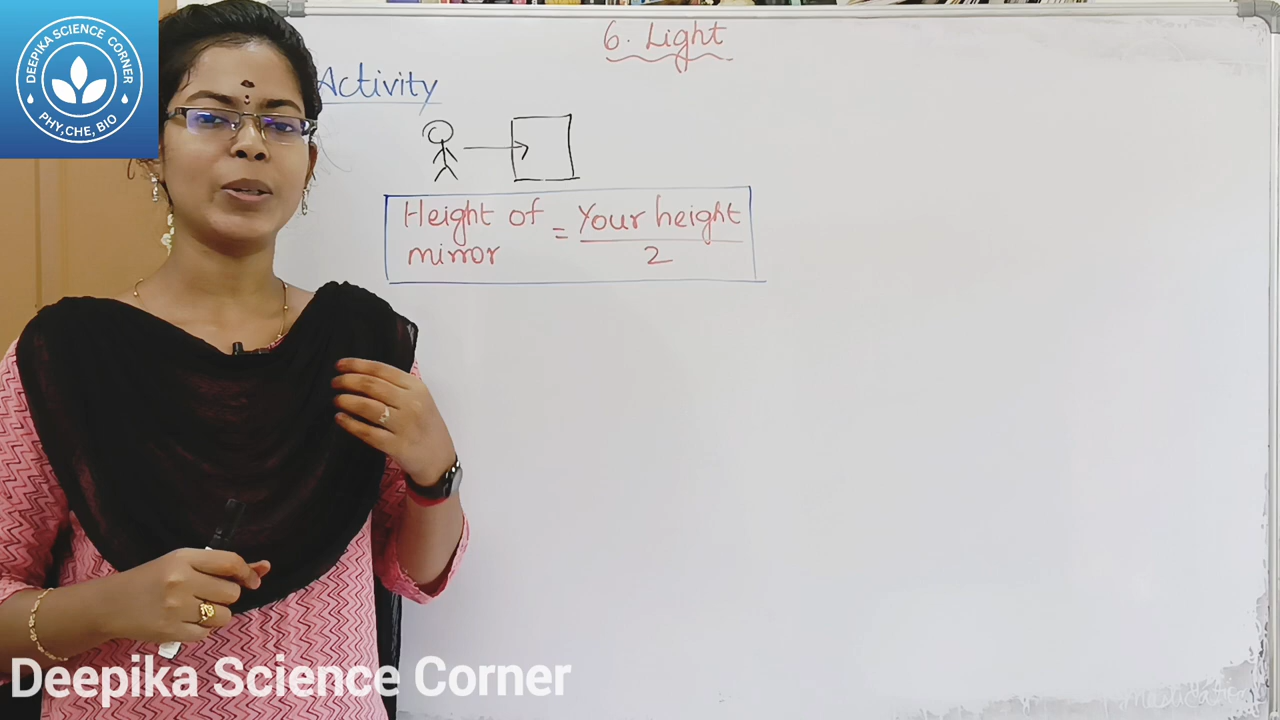 DEEPIKA SCIENCE CORNER
PHY, CHE, BIO
6. Light
Activity
Height of mirror = Your height / 2
Deepika Science Corner